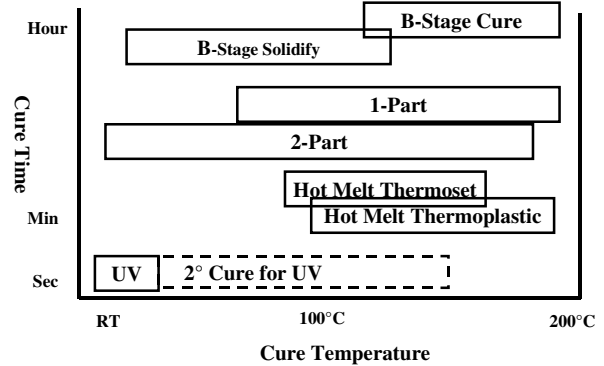 Hour
B-Stage Cure
B-Stage Solidify
1-Part
2-Part
Cure Time
Hot Melt Thermoset
Min
Hot Melt Thermoplastic
Sec
UV
2° Cure for UV
RT
100°C
200°C
Cure Temperature